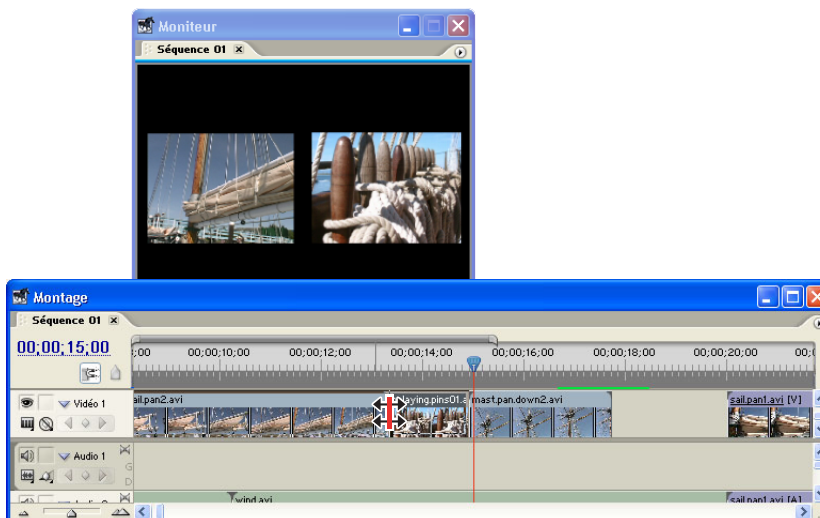 Moniteur
Séquence 01
Montage
Séquence 01
00;00;15;00
;00 00;00;10;00 00;00;12;00 00;00;14;00 00;00;16;00 00;00;18;00 00;00;20;00 00;(
Vidéo 1
ail.pan2.avi
laying.pins01.a
mast.pan.down2.avi
sail.pan1.avi [V]
Audio 1
G
D
wind.avi
sail.pan1.avi [A]